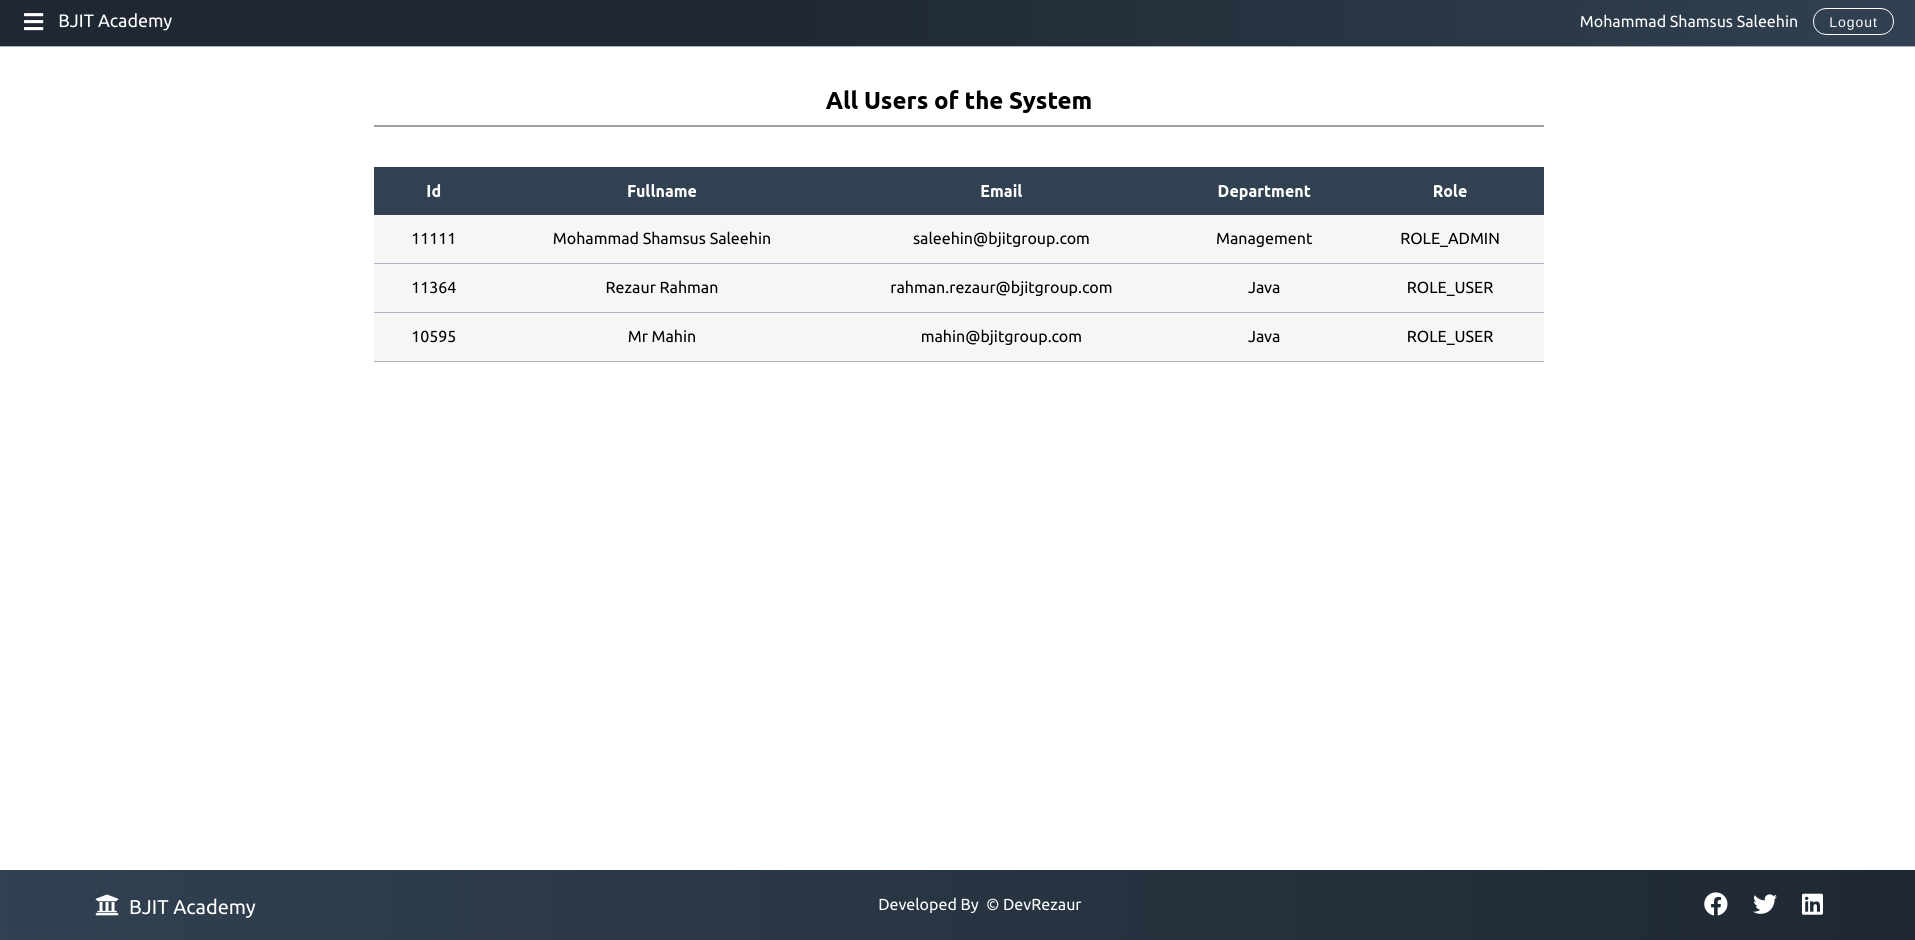 BJIT Academy
Mohammad Shamsus Saleehin Logout
All Users of the System
Id Fullname Email Department Role
11111 Mohammad Shamsus Saleehin saleehin@bjitgroup.com Management ROLE_ADMIN
11364 Rezaur Rahman rahman.rezaur@bjitgroup.com Java ROLE_USER
10595 Mr Mahin mahin@bjitgroup.com Java ROLE_USER
BJIT Academy
Developed By © DevRezaur